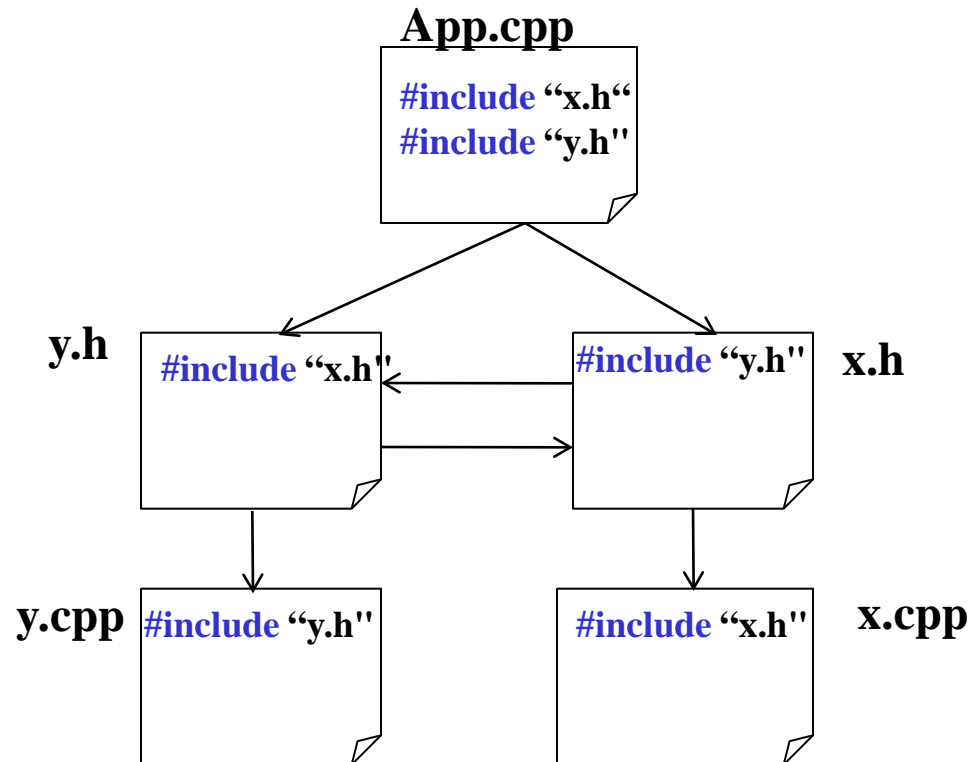 App.cpp
#include “x.h“
#include “y.h"
y.h
#include “x.h"
#include “y.h"
x.h
y.cpp
#include “y.h"
#include “x.h"
x.cpp